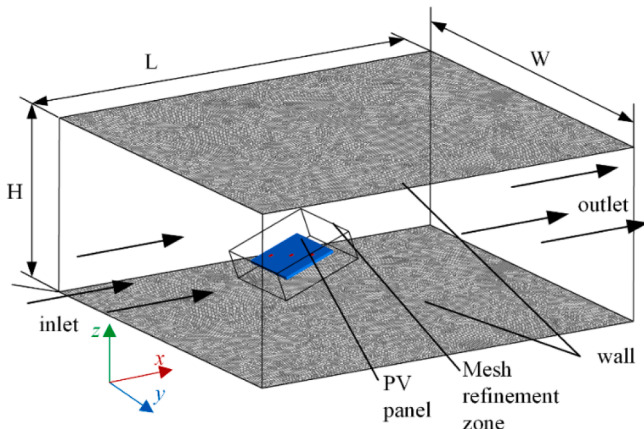 L
W
H
outlet
inlet
z
x
y
PV
panel
Mesh
refinement
zone
wall